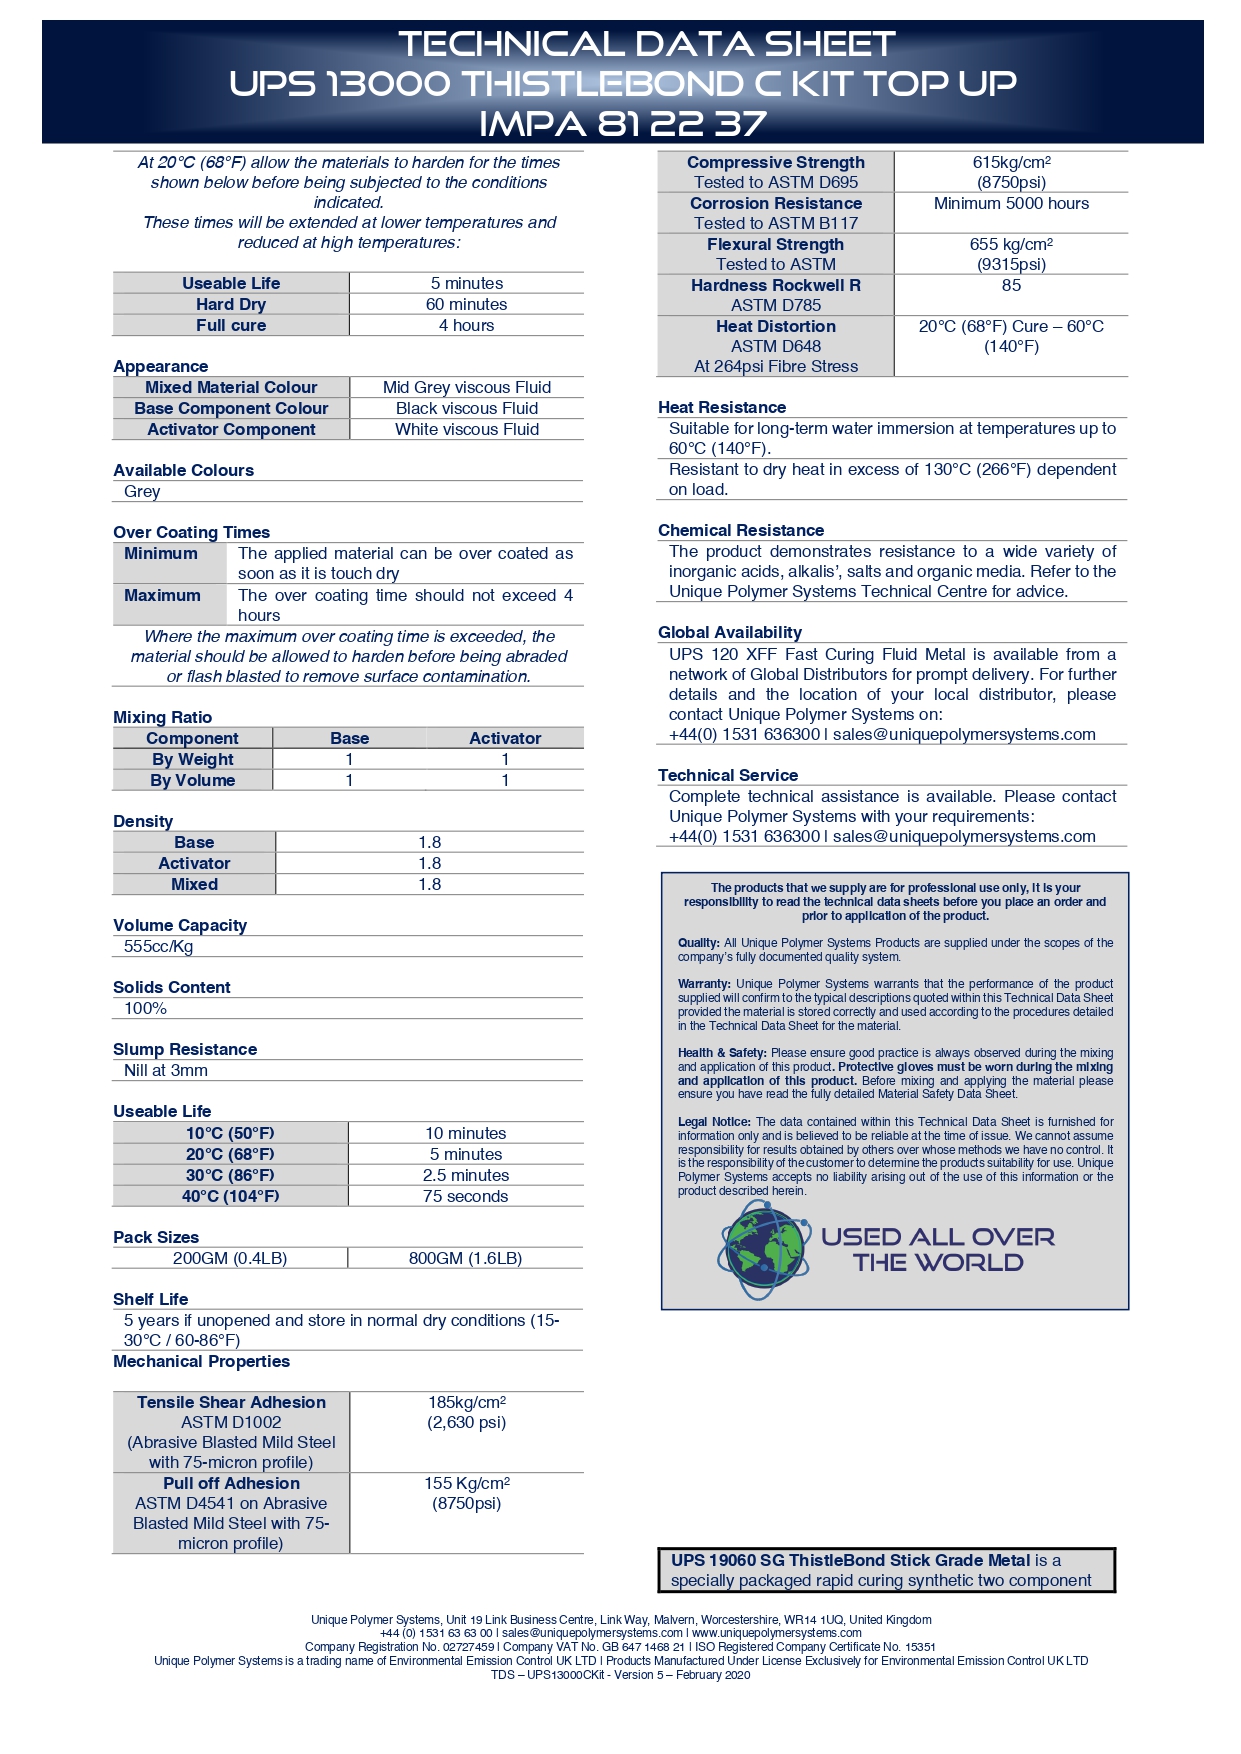 TECHNICAL DATA SHEET
UPS 13000 THISTLEBOND C KIT TOP UP
IMPA 81 22 37
At 20°C (68°F) allow the materials to harden for the times
shown below before being subjected to the conditions
indicated.
These times will be extended at lower temperatures and
reduced at high temperatures:
Useable Life 5 minutes
Hard Dry 60 minutes
Full cure 4 hours
Appearance
Mixed Material Colour Mid Grey viscous Fluid
Base Component Colour Black viscous Fluid
Activator Component White viscous Fluid
Available Colours
Grey
Over Coating Times
Minimum The applied material can be over coated as
soon as it is touch dry
Maximum The over coating time should not exceed 4
hours
Where the maximum over coating time is exceeded, the
material should be allowed to harden before being abraded
or flash blasted to remove surface contamination.
Mixing Ratio
Component Base Activator
By Weight 1 1
By Volume 1 1
Density
Base 1.8
Activator 1.8
Mixed 1.8
Volume Capacity
555cc/Kg
Solids Content
100%
Slump Resistance
Nill at 3mm
Useable Life
10°C (50°F) 10 minutes
20°C (68°F) 5 minutes
30°C (86°F) 2.5 minutes
40°C (104°F) 75 seconds
Pack Sizes
200GM (0.4LB) 800GM (1.6LB)
Shelf Life
5 years if unopened and store in normal dry conditions (15-
30°C / 60-86°F)
Mechanical Properties
Tensile Shear Adhesion 185kg/cm²
ASTM D1002 (2,630 psi)
(Abrasive Blasted Mild Steel
with 75-micron profile)
Pull off Adhesion 155 Kg/cm²
ASTM D4541 on Abrasive (8750psi)
Blasted Mild Steel with 75-
micron profile)
Compressive Strength 615kg/cm²
Tested to ASTM D695 (8750psi)
Corrosion Resistance Minimum 5000 hours
Tested to ASTM B117
Flexural Strength 655 kg/cm²
Tested to ASTM (9315psi)
Hardness Rockwell R 85
ASTM D785
Heat Distortion 20°C (68°F) Cure – 60°C
ASTM D648 (140°F)
At 264psi Fibre Stress
Heat Resistance
Suitable for long-term water immersion at temperatures up to
60°C (140°F).
Resistant to dry heat in excess of 130°C (266°F) dependent
on load.
Chemical Resistance
The product demonstrates resistance to a wide variety of
inorganic acids, alkalis', salts and organic media. Refer to the
Unique Polymer Systems Technical Centre for advice.
Global Availability
UPS 120 XFF Fast Curing Fluid Metal is available from a
network of Global Distributors for prompt delivery. For further
details and the location of your local distributor, please
contact Unique Polymer Systems on:
+44(0) 1531 636300 | sales@uniquepolymersystems.com
Technical Service
Complete technical assistance is available. Please contact
Unique Polymer Systems with your requirements:
+44(0) 1531 636300 | sales@uniquepolymersystems.com
The products that we supply are for professional use only, it is your
responsibility to read the technical data sheets before you place an order and
prior to application of the product.
Quality: All Unique Polymer Systems Products are supplied under the scopes of the
company's fully documented quality system.
Warranty: Unique Polymer Systems warrants that the performance of the product
supplied will confirm to the typical descriptions quoted within this Technical Data Sheet
provided the material is stored correctly and used according to the procedures detailed
in the Technical Data Sheet for the material.
Health & Safety: Please ensure good practice is always observed during the mixing
and application of this product. Protective gloves must be worn during the mixing
and application of this product. Before mixing and applying the material please
ensure you have read the fully detailed Material Safety Data Sheet.
Legal Notice: The data contained within this Technical Data Sheet is furnished for
information only and is believed to be reliable at the time of issue. We cannot assume
responsibility for results obtained by others over whose methods we have no control. It
is the responsibility of the customer to determine the products suitability for use. Unique
Polymer Systems accepts no liability arising out of the use of this information or the
product described herein.
USED ALL OVER
THE WORLD
UPS 19060 SG ThistleBond Stick Grade Metal is a
specially packaged rapid curing synthetic two component
Unique Polymer Systems, Unit 19 Link Business Centre, Link Way, Malvern, Worcestershire, WR14 1UQ, United Kingdom
+44 (0) 1531 63 63 00 | sales@uniquepolymersystems.com | www.uniquepolymersystems.com
Company Registration No. 02727459 | Company VAT No. GB 647 1468 21 | ISO Registered Company Certificate No. 15351
Unique Polymer Systems is a trading name of Environmental Emission Control UK LTD | Products Manufactured Under License Exclusively for Environmental Emission Control UK LTD
TDS – UPS13000CKit - Version 5 – February 2020